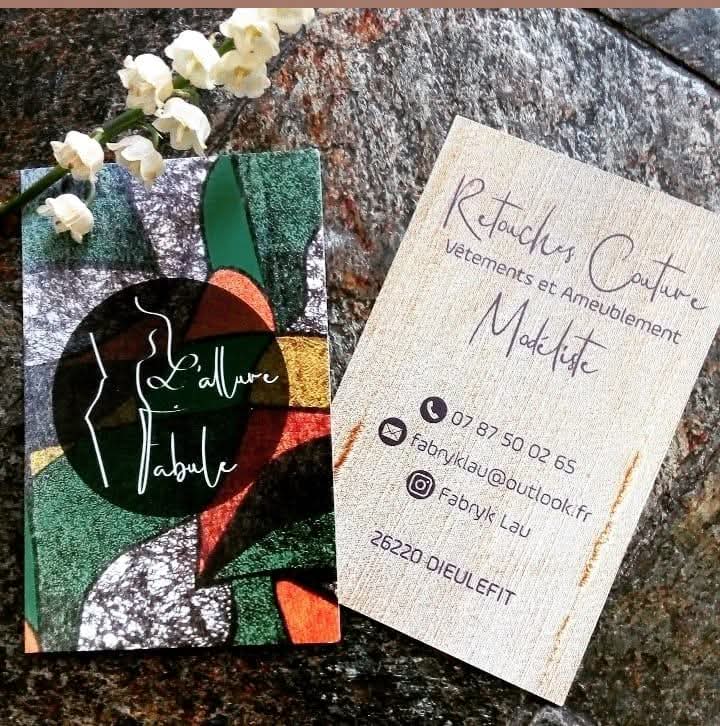 L'allure
Fabule
Retouches Couture
Vêtements et Ameublement
Modéliste
07 87 50 02 65
fabryklau@outlook.fr
Fabryk Lau
26220 DIEULEFIT